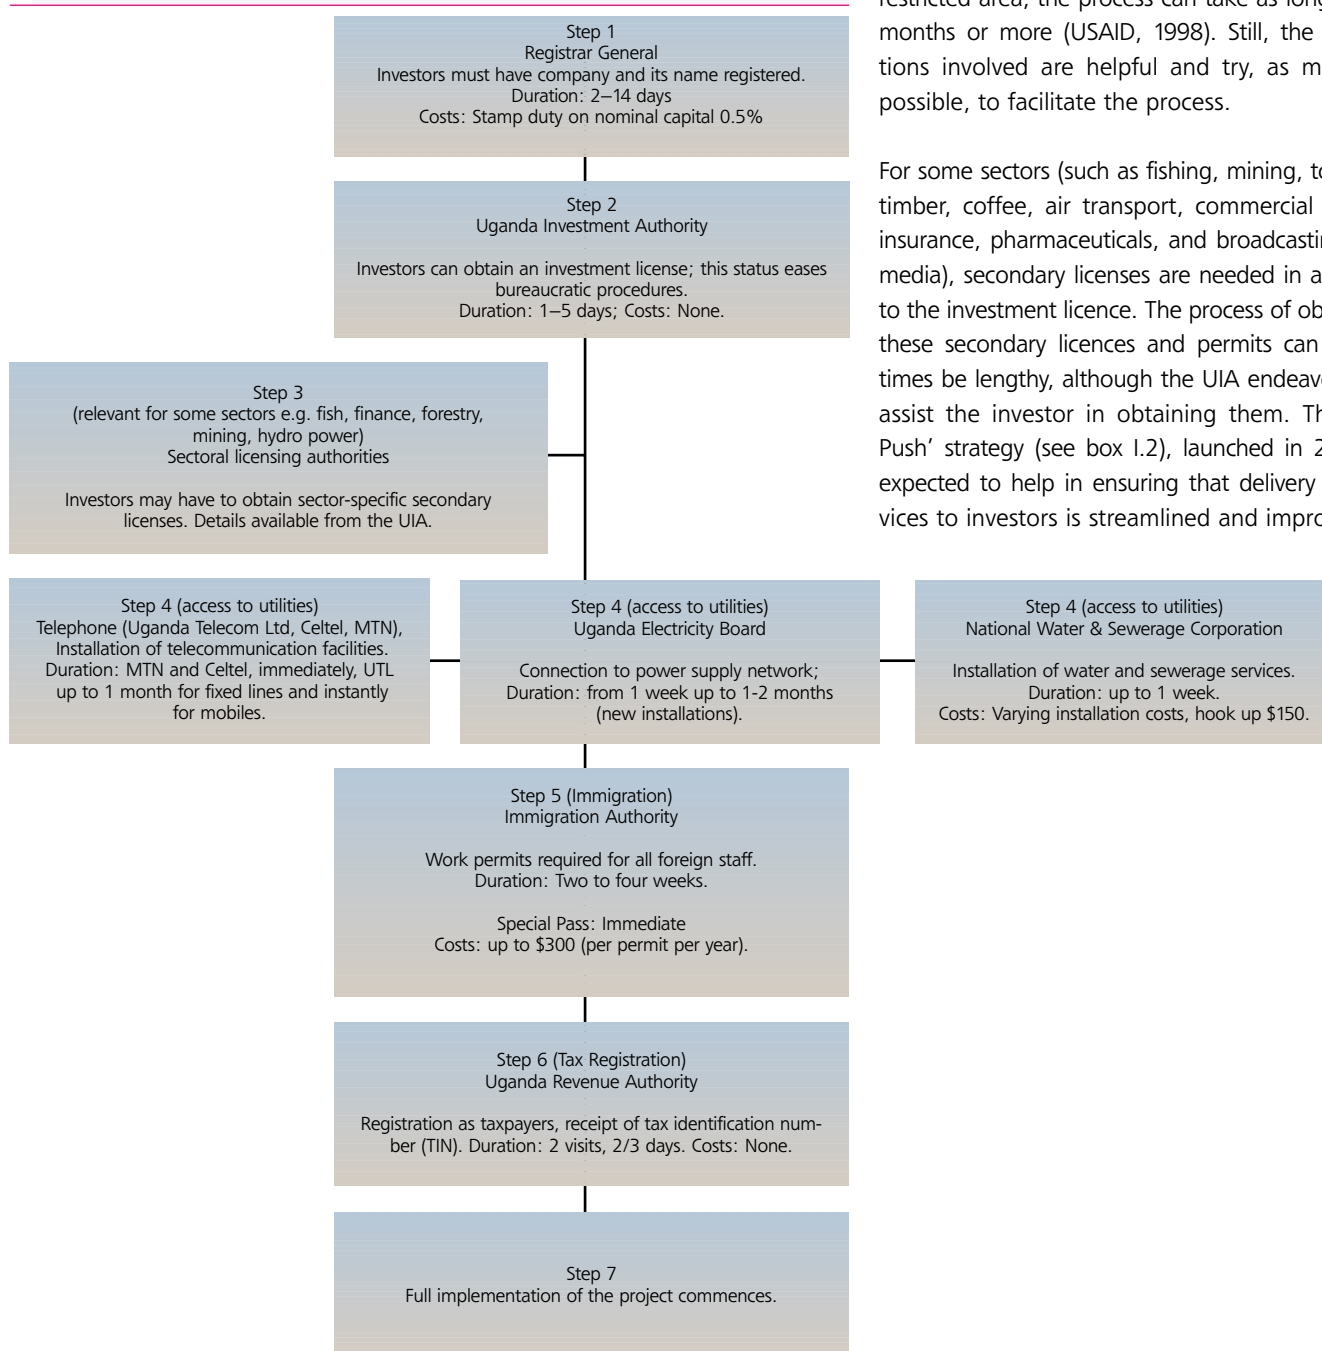 Step 1
Registrar General
Investors must have company and its name registered.
Duration: 2–14 days
Costs: Stamp duty on nominal capital 0.5%
Step 2
Uganda Investment Authority
Investors can obtain an investment license; this status eases
bureaucratic procedures.
Duration: 1–5 days; Costs: None.
Step 3
(relevant for some sectors e.g. fish, finance, forestry,
mining, hydro power)
Sectoral licensing authorities
Investors may have to obtain sector-specific secondary
licenses. Details available from the UIA.
Step 4 (access to utilities)
Telephone (Uganda Telecom Ltd, Celtel, MTN),
Installation of telecommunication facilities.
Duration: MTN and Celtel, immediately, UTL
up to 1 month for fixed lines and instantly
for mobiles.
Step 4 (access to utilities)
Uganda Electricity Board
Connection to power supply network;
Duration: from 1 week up to 1-2 months
(new installations).
Step 4 (access to utilities)
National Water & Sewerage Corporation
Installation of water and sewerage services.
Duration: up to 1 week.
Costs: Varying installation costs, hook up $150.
Step 5 (Immigration)
Immigration Authority
Work permits required for all foreign staff.
Duration: Two to four weeks.
Special Pass: Immediate
Costs: up to $300 (per permit per year).
Step 6 (Tax Registration)
Uganda Revenue Authority
Registration as taxpayers, receipt of tax identification num-
ber (TIN). Duration: 2 visits, 2/3 days. Costs: None.
Step 7
Full implementation of the project commences.
restricted area, the process can take as long
months or more (USAID, 1998). Still, the
tions involved are helpful and try, as m
possible, to facilitate the process.
For some sectors (such as fishing, mining, to
timber, coffee, air transport, commercial
insurance, pharmaceuticals, and broadcastin
media), secondary licenses are needed in a
to the investment licence. The process of ob
these secondary licences and permits can
times be lengthy, although the UIA endeavo
assist the investor in obtaining them. Th
Push' strategy (see box I.2), launched in 2
expected to help in ensuring that delivery
vices to investors is streamlined and impro